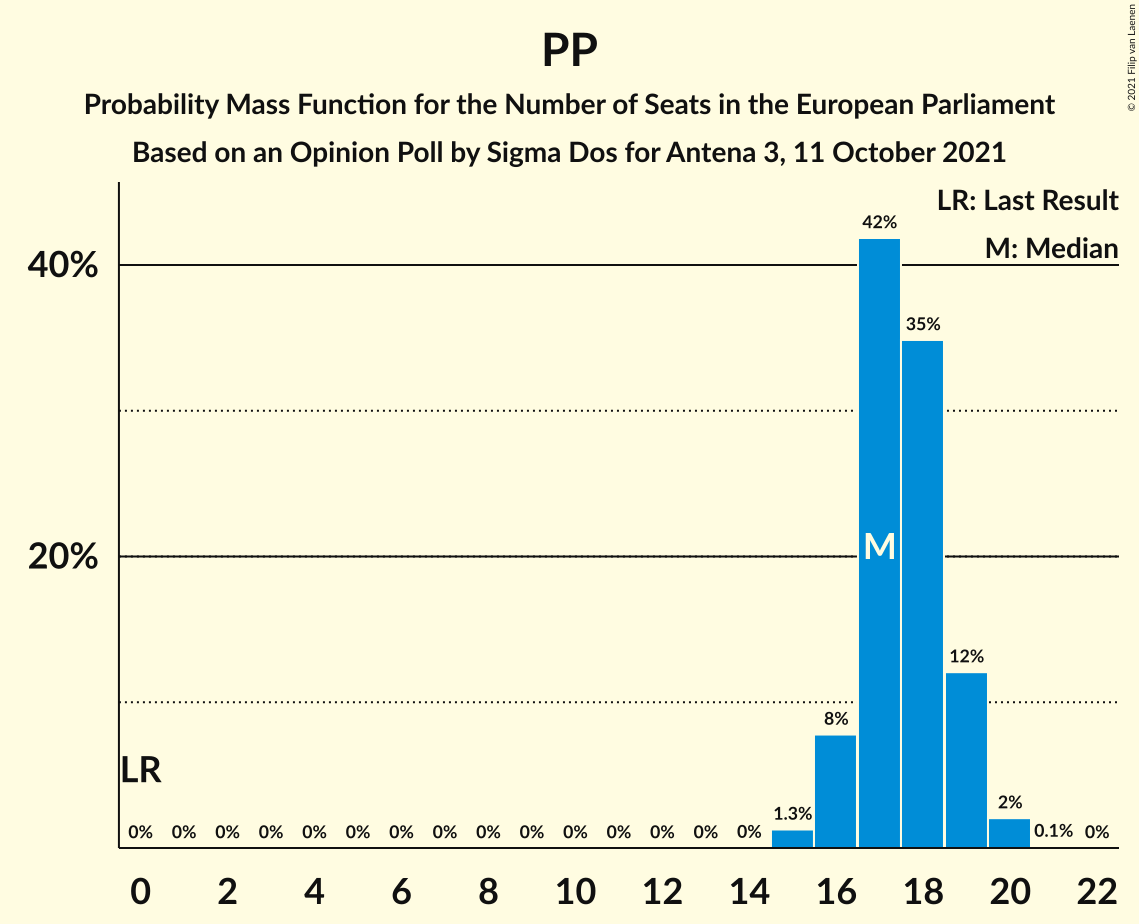 PP
Probability Mass Function for the Number of Seats in the European Parliament
Based on an Opinion Poll by Sigma Dos for Antena 3, 11 October 2021
© 2021 Filip van Laenen
LR: Last Result
M: Median
40%
20%
42%
35%
M
12%
8%
LR
1.3%
2%
0% 0% 0% 0% 0% 0% 0% 0% 0% 0% 0% 0% 0% 0% 0% 0.1% 0%
0 2 4 6 8 10 12 14 16 18 20 22